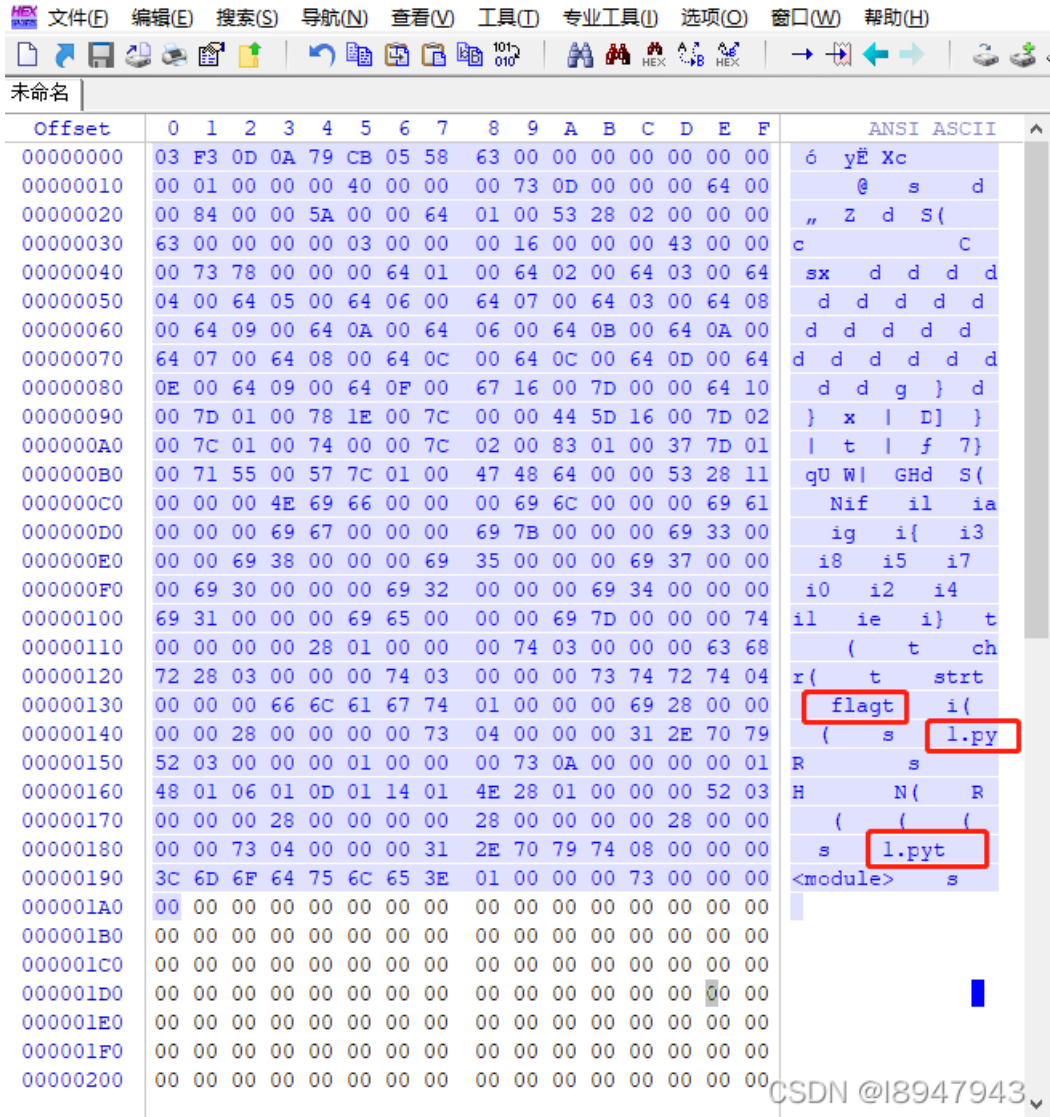 文件(F) 编辑(E) 搜索(S) 导航(N) 查看(V) 工具(T) 专业工具(I) 选项(O) 窗口(W) 帮助(H)
未命名
Offset 0 1 2 3 4 5 6 7 8 9 A B C D E F ANSI ASCII
00000000 03 F3 0D 0A 79 CB 05 58 63 00 00 00 00 00 00 00 ó yË Xc
00000010 00 01 00 00 00 40 00 00 00 73 0D 00 00 00 64 00 @ s d
00000020 00 84 00 00 5A 00 00 64 01 00 53 28 02 00 00 00 „ Z d S(
00000030 63 00 00 00 00 03 00 00 00 16 00 00 00 43 00 00 c C
00000040 00 73 78 00 00 00 64 01 00 64 02 00 64 03 00 64 sx d d d d
00000050 04 00 64 05 00 64 06 00 64 07 00 64 03 00 64 08 d d d d d
00000060 00 64 09 00 64 0A 00 64 06 00 64 0B 00 64 0A 00 d d d d d
00000070 64 07 00 64 08 00 64 0C 00 64 0C 00 64 0D 00 64 d d d d d d
00000080 0E 00 64 09 00 64 0F 00 67 16 00 7D 00 00 64 10 d d g } d
00000090 00 7D 01 00 78 1E 00 7C 00 00 44 5D 16 00 7D 02 } x | D] }
000000A0 00 7C 01 00 74 00 00 7C 02 00 83 01 00 37 7D 01 | t | ƒ 7}
000000B0 00 71 55 00 57 7C 01 00 47 48 64 00 00 53 28 11 qU W| GHd S(
000000C0 00 00 00 4E 69 66 00 00 00 69 6C 00 00 00 69 61 Nif il ia
000000D0 00 00 00 69 67 00 00 00 69 7B 00 00 00 69 33 00 ig i{ i3
000000E0 00 00 69 38 00 00 00 69 35 00 00 00 69 37 00 00 i8 i5 i7
000000F0 00 69 30 00 00 00 69 32 00 00 00 69 34 00 00 00 i0 i2 i4
00000100 69 31 00 00 00 69 65 00 00 00 69 7D 00 00 00 74 i1 ie i} t
00000110 00 00 00 00 28 01 00 00 00 74 03 00 00 00 63 68 ( t ch
00000120 72 28 03 00 00 00 74 03 00 00 00 73 74 72 74 04 r( t strt
00000130 00 00 00 66 6C 61 67 74 01 00 00 00 69 28 00 00 flagt i(
00000140 00 00 28 00 00 00 00 73 04 00 00 00 31 2E 70 79 ( s 1.py
00000150 52 03 00 00 00 01 00 00 00 73 0A 00 00 00 00 01 R s
00000160 48 01 06 01 0D 01 14 01 4E 28 01 00 00 00 52 03 H N( R
00000170 00 00 00 28 00 00 00 00 28 00 00 00 00 28 00 00 ( ( (
00000180 00 00 73 04 00 00 00 31 2E 70 79 74 08 00 00 00 s 1.pyt
00000190 3C 6D 6F 64 75 6C 65 3E 01 00 00 00 73 00 00 00 <module> s
000001A0 00 00 00 00 00 00 00 00 00 00 00 00 00 00 00 00
000001B0 00 00 00 00 00 00 00 00 00 00 00 00 00 00 00 00
000001C0 00 00 00 00 00 00 00 00 00 00 00 00 00 00 00 00
000001D0 00 00 00 00 00 00 00 00 00 00 00 00 00 00 00 00
000001E0 00 00 00 00 00 00 00 00 00 00 00 00 00 00 00 00
000001F0 00 00 00 00 00 00 00 00 00 00 00 00 00 00 00 00
00000200 00 00 00 00 00 00 00 00 00 00 00 00 00 00 00 00
CSDN @l8947943